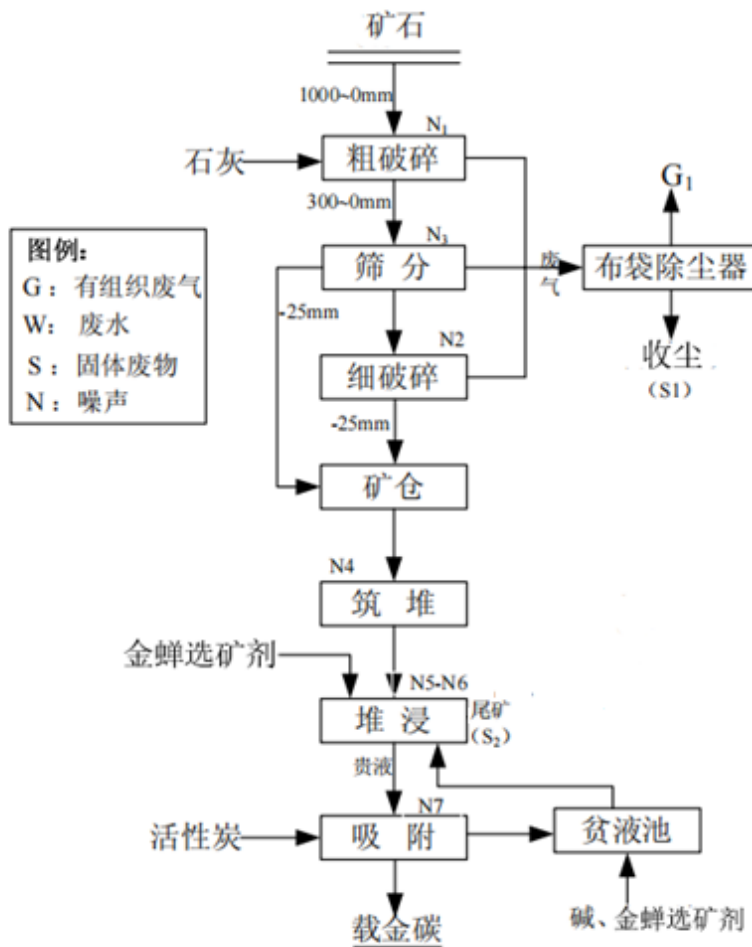 矿石
1000~0mm
N1
石灰
粗破碎
300~0mm
G1
N3
筛 分
废气
布袋除尘器
图例：
G： 有组织废气
W： 废水
S： 固体废物
N： 噪声
-25mm
N2
细破碎
收尘
（S1）
-25mm
矿仓
N4
筑 堆
金蝉选矿剂
N5-N6
堆 浸
尾矿
（S2）
贵液
N7
活性炭
吸 附
贫液池
载金碳
碱、金蝉选矿剂